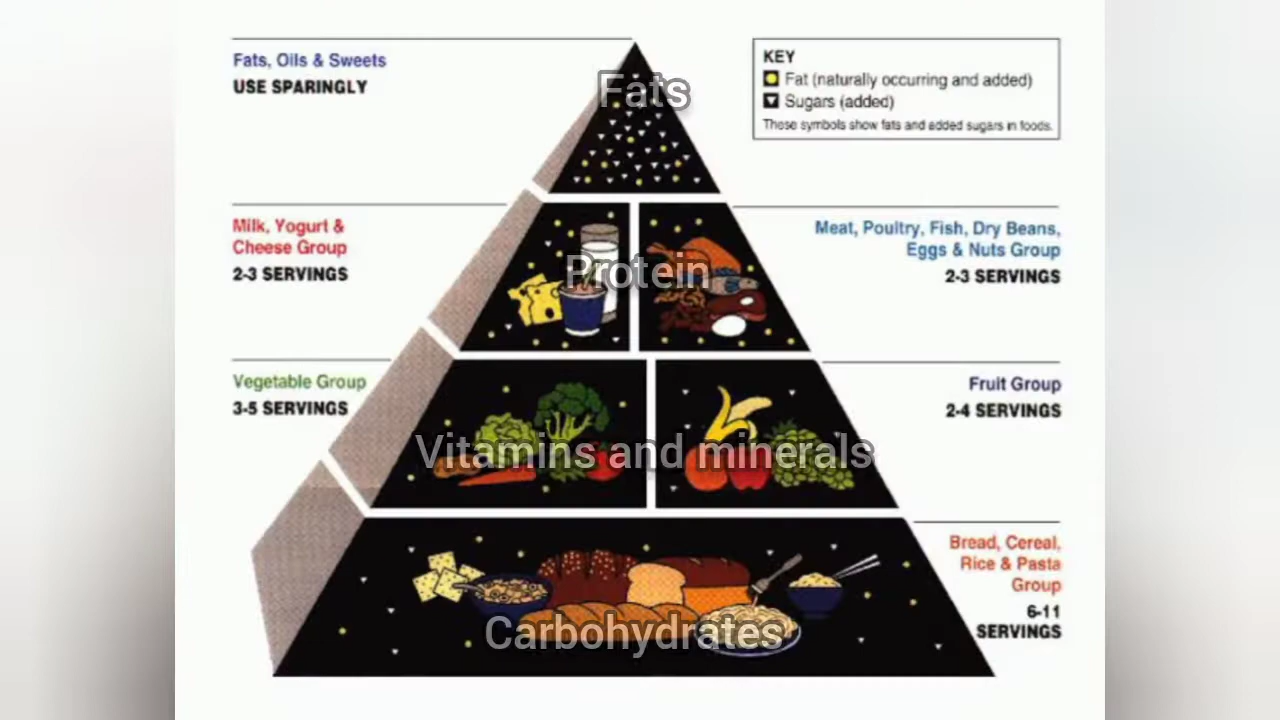 Fats, Oils & Sweets
USE SPARINGLY
KEY
Fat (naturally occurring and added)
Sugars (added)
These symbols show fats and added sugars in foods.
Fats
Milk, Yogurt &
Cheese Group
2-3 SERVINGS
Protein
Meat, Poultry, Fish, Dry Beans,
Eggs & Nuts Group
2-3 SERVINGS
Vegetable Group
3-5 SERVINGS
Vitamins and minerals
Fruit Group
2-4 SERVINGS
Bread, Cereal,
Rice & Pasta
Group
6-11
SERVINGS
Carbohydrates